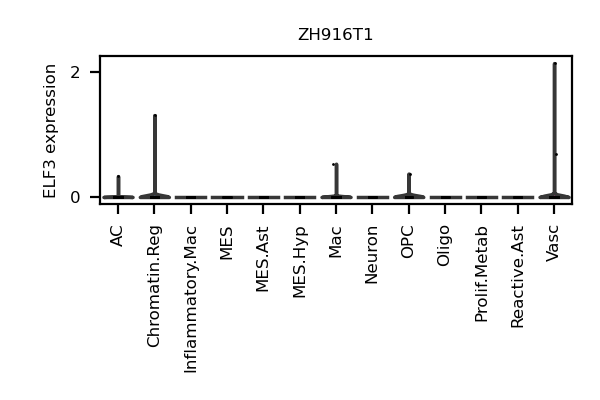 ZH916T1
ELF3 expression
2
0
AC
Chromatin.Reg
Inflammatory.Mac
MES
MES.Ast
MES.Hyp
Mac
Neuron
OPC
Oligo
Prolif.Metab
Reactive.Ast
Vasc